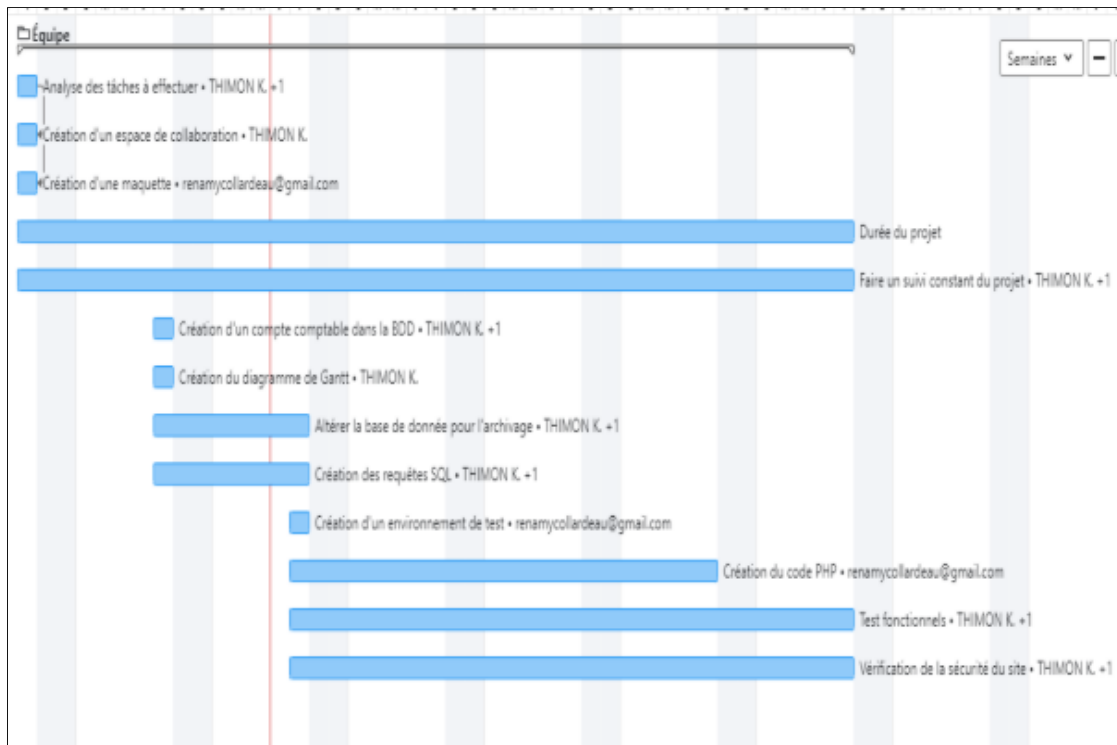 Équipe
Semaines
Analyse des tâches à effectuer • THIMON K. +1
Création d'un espace de collaboration • THIMON K.
Création d'une maquette • renamycollardeau@gmail.com
Durée du projet
Faire un suivi constant du projet • THIMON K. +1
Création d'un compte comptable dans la BDD • THIMON K. +1
Création du diagramme de Gantt • THIMON K.
Altérer la base de donnée pour l'archivage • THIMON K. +1
Création des requêtes SQL • THIMON K. +1
Création d'un environnement de test • renamycollardeau@gmail.com
Création du code PHP • renamycollardeau@gmail.com
Test fonctionnels • THIMON K. +1
Vérification de la sécurité du site • THIMON K. +1